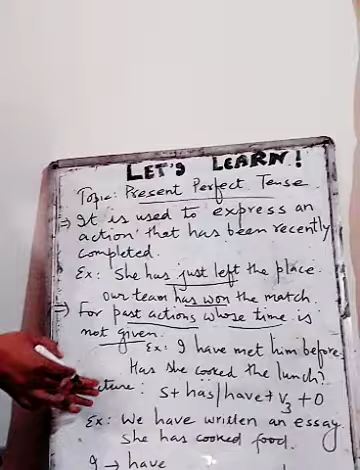 LET'S LEARN!
Topic: Present Perfect Tense
⇒ It is used to express an
action that has been recently
completed.
Ex: She has just left the place.
our team has won the match.
⇒ For past actions whose time is
not given.
Ex: I have met him before.
Has she cooked the lunch?
cture: S+has/have+V3+O
Ex: We have written an essay.
She has cooked food.
I → have